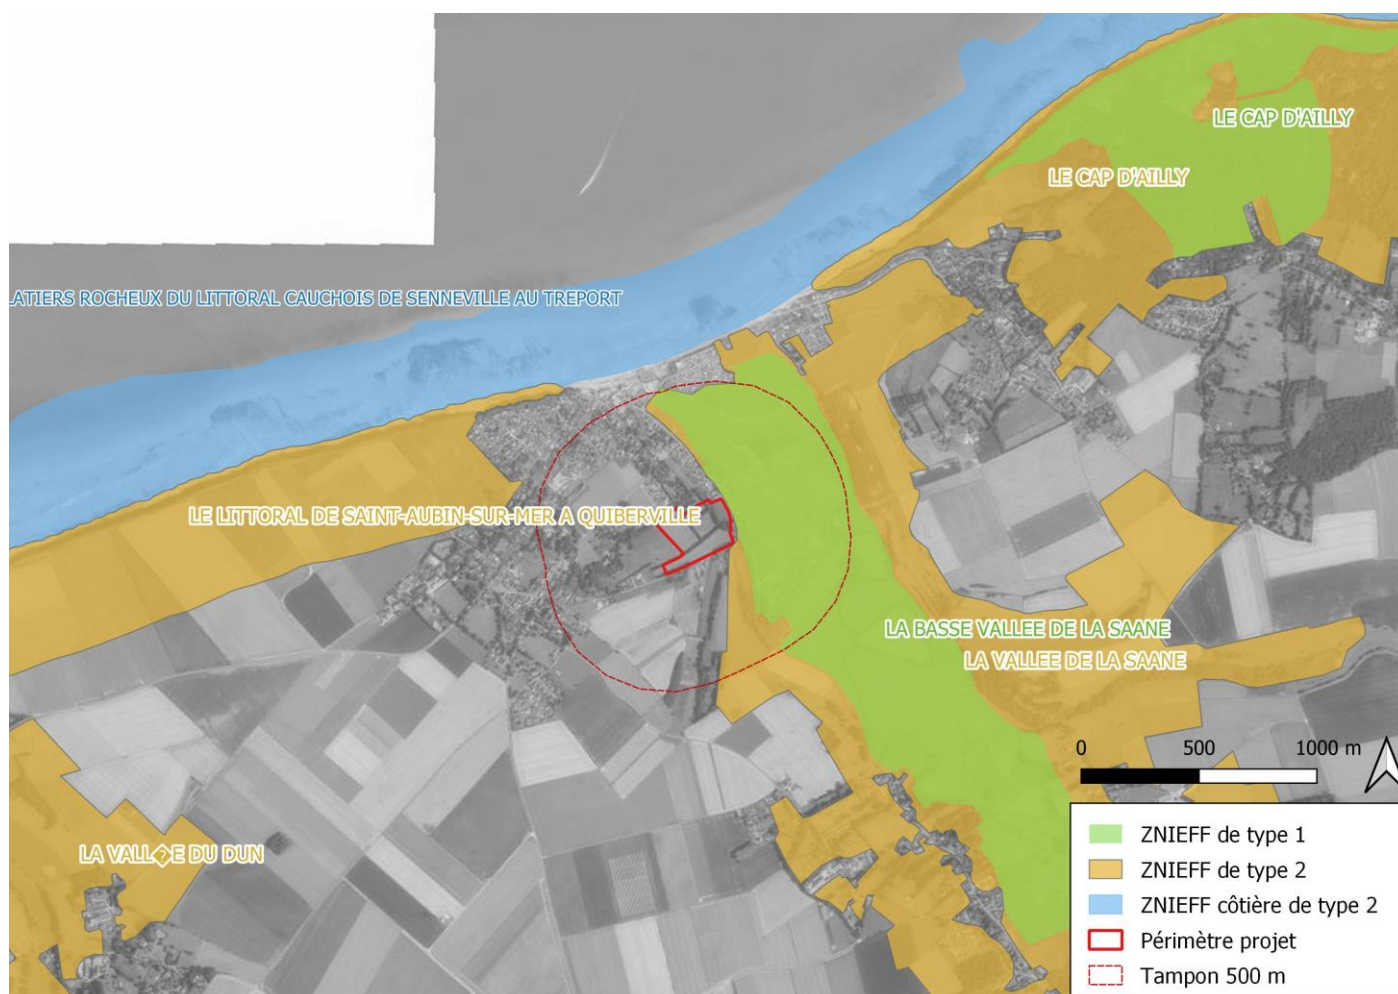 LE CAP D'AILLY
LE CAP D'AILLY
LATIERS ROCHEUX DU LITTORAL CAUCHOIS DE SENNEVILLE AU TREPORT
LE LITTORAL DE SAINT-AUBIN-SUR-MER A QUIBERVILLE
LA BASSE VALLEE DE LA SAANE
LA VALLEE DE LA SAANE
0 500 1000 m
LA VALL�E DU DUN
ZNIEFF de type 1
ZNIEFF de type 2
ZNIEFF côtière de type 2
Périmètre projet
Tampon 500 m